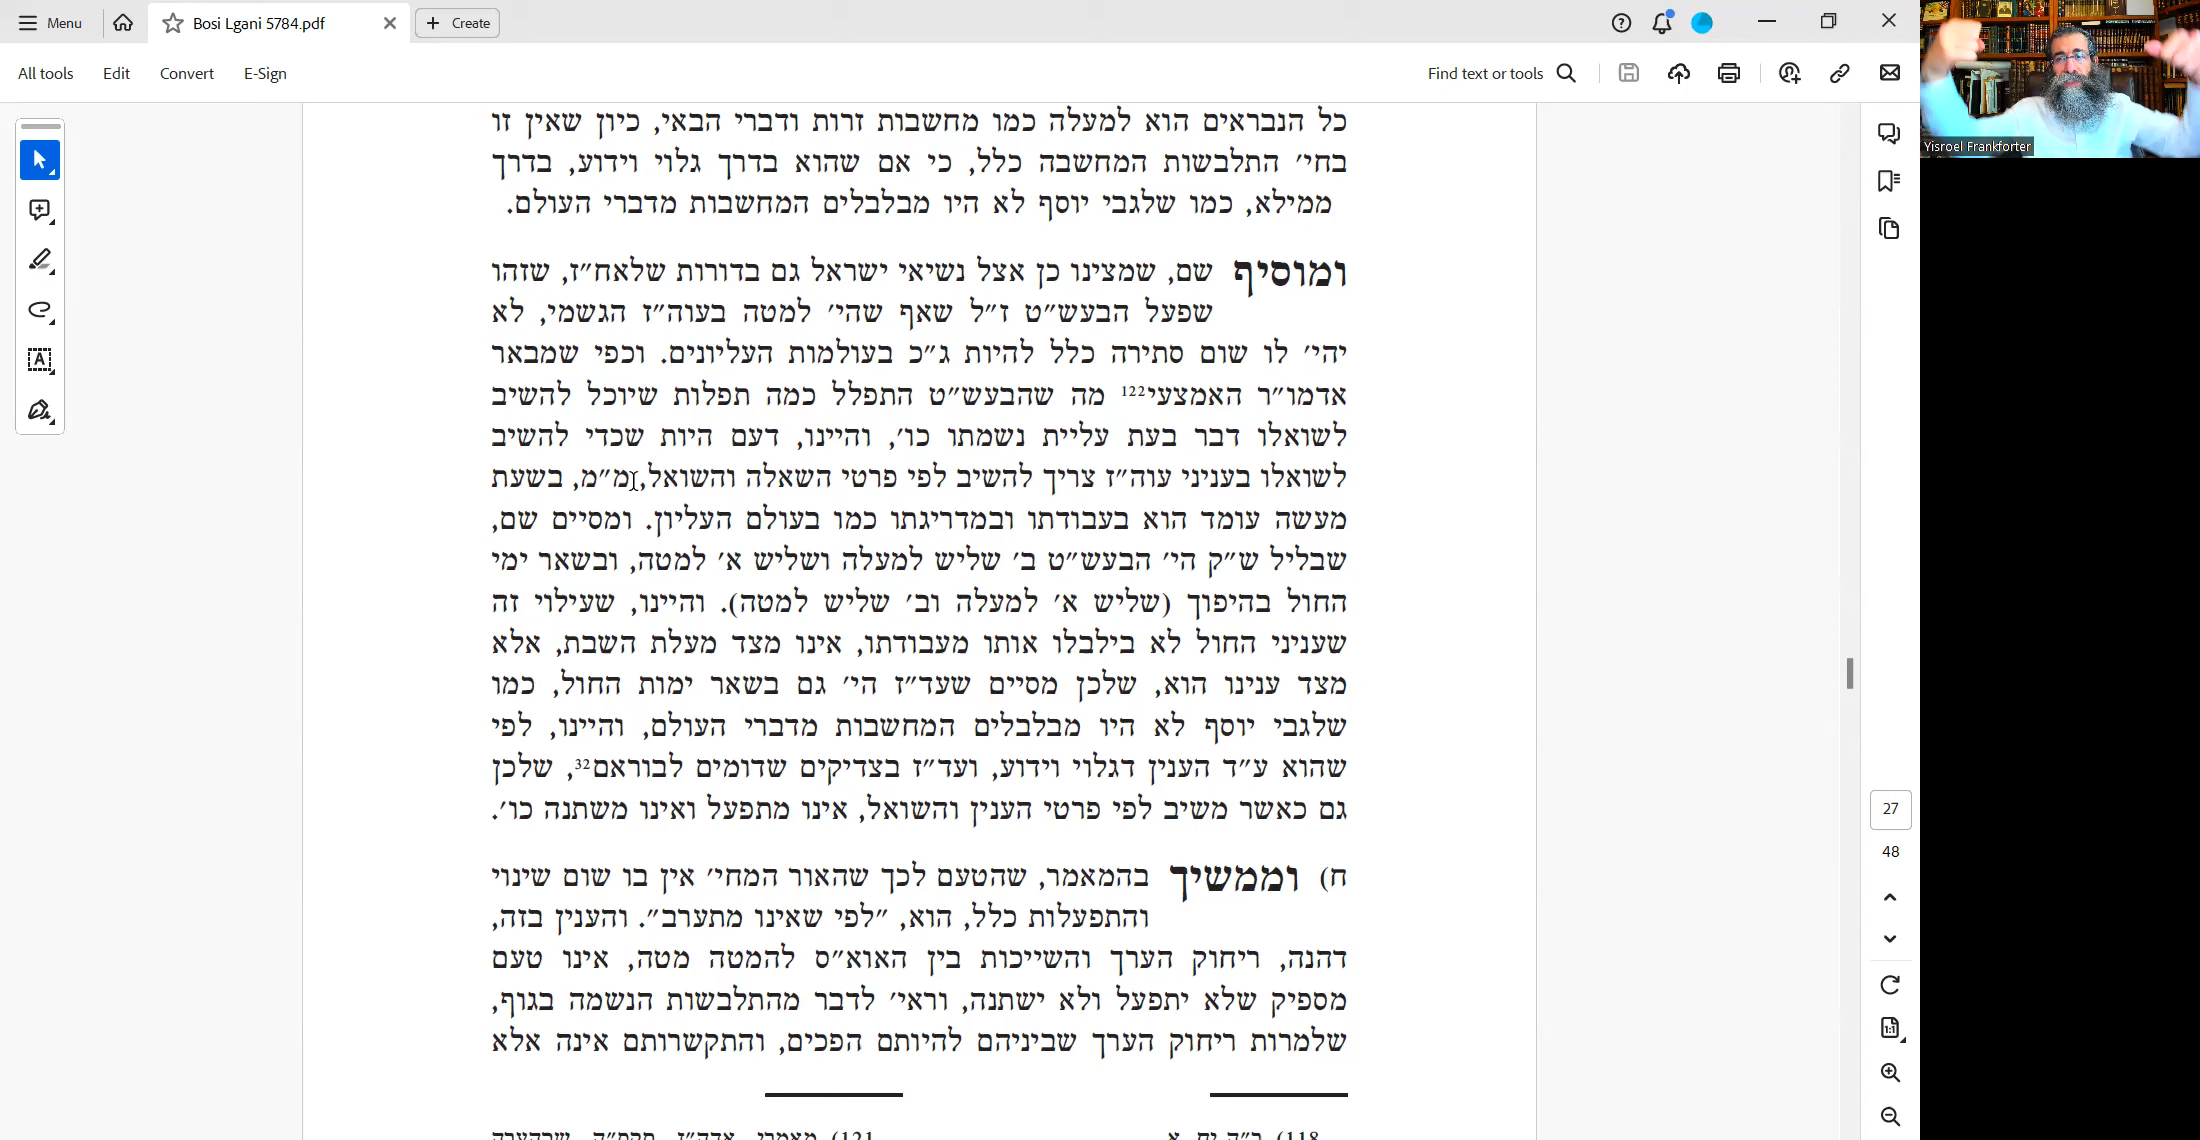 Menu
Bosi Lgani 5784.pdf
Create
All tools
Edit
Convert
E-Sign
Find text or tools
Yisroel Frankforter
כל הנבראים הוא למעלה כמו מחשבות זרות ודברי הבאי, כיון שאין זו
בחי׳ התלבשות המחשבה כלל, כי אם שהוא בדרך גלוי וידוע, בדרך
ממילא, כמו שלגבי יוסף לא היו מבלבלים המחשבות מדברי העולם.
ומוסיף שם, שמצינו כן אצל נשיאי ישראל גם בדורות שלאח״ז, שזהו
שפעל הבעש״ט ז״ל שאף שהי׳ למטה בעוה״ז הגשמי, לא
יהי׳ לו שום סתירה כלל להיות ג״כ בעולמות העליונים. וכפי שמבאר
אדמו״ר האמצעי122 מה שהבעש״ט התפלל כמה תפלות שיוכל להשיב
לשואלו דבר בעת עליית נשמתו כו׳, והיינו, דעם היות שכדי להשיב
לשואלו בעניני עוה״ז צריך להשיב לפי פרטי השאלה והשואל, מ״מ, בשעת
מעשה עומד הוא בעבודתו ובמדריגתו כמו בעולם העליון. ומסיים שם,
שבליל ש״ק הי׳ הבעש״ט ב׳ שליש למעלה ושליש א׳ למטה, ובשאר ימי
החול בהיפוך (שליש א׳ למעלה וב׳ שליש למטה). והיינו, שעילוי זה
שעניני החול לא בילבלו אותו מעבודתו, אינו מצד מעלת השבת, אלא
מצד ענינו הוא, שלכן מסיים שעד״ז הי׳ גם בשאר ימות החול, כמו
שלגבי יוסף לא היו מבלבלים המחשבות מדברי העולם, והיינו, לפי
שהוא ע״ד הענין דגלוי וידוע, ועד״ז בצדיקים שדומים לבוראם32, שלכן
גם כאשר משיב לפי פרטי הענין והשואל, אינו מתפעל ואינו משתנה כו׳.
ח) וממשיך בהמאמר, שהטעם לכך שהאור המחי׳ אין בו שום שינוי
והתפעלות כלל, הוא, ״לפי שאינו מתערב״. והענין בזה,
דהנה, ריחוק הערך והשייכות בין האוא״ס להמטה מטה, אינו טעם
מספיק שלא יתפעל ולא ישתנה, וראי׳ לדבר מהתלבשות הנשמה בגוף,
שלמרות ריחוק הערך שביניהם להיותם הפכים, והתקשרותם אינה אלא
27
48